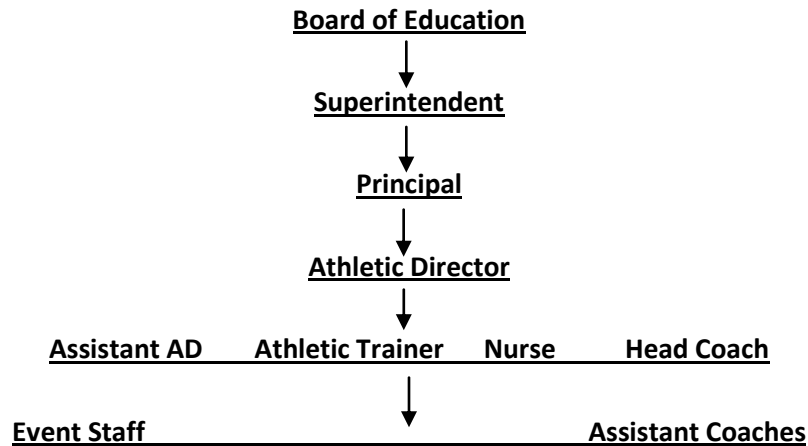 Board of Education
Superintendent
Principal
Athletic Director
Assistant AD Athletic Trainer Nurse Head Coach
Event Staff Assistant Coaches